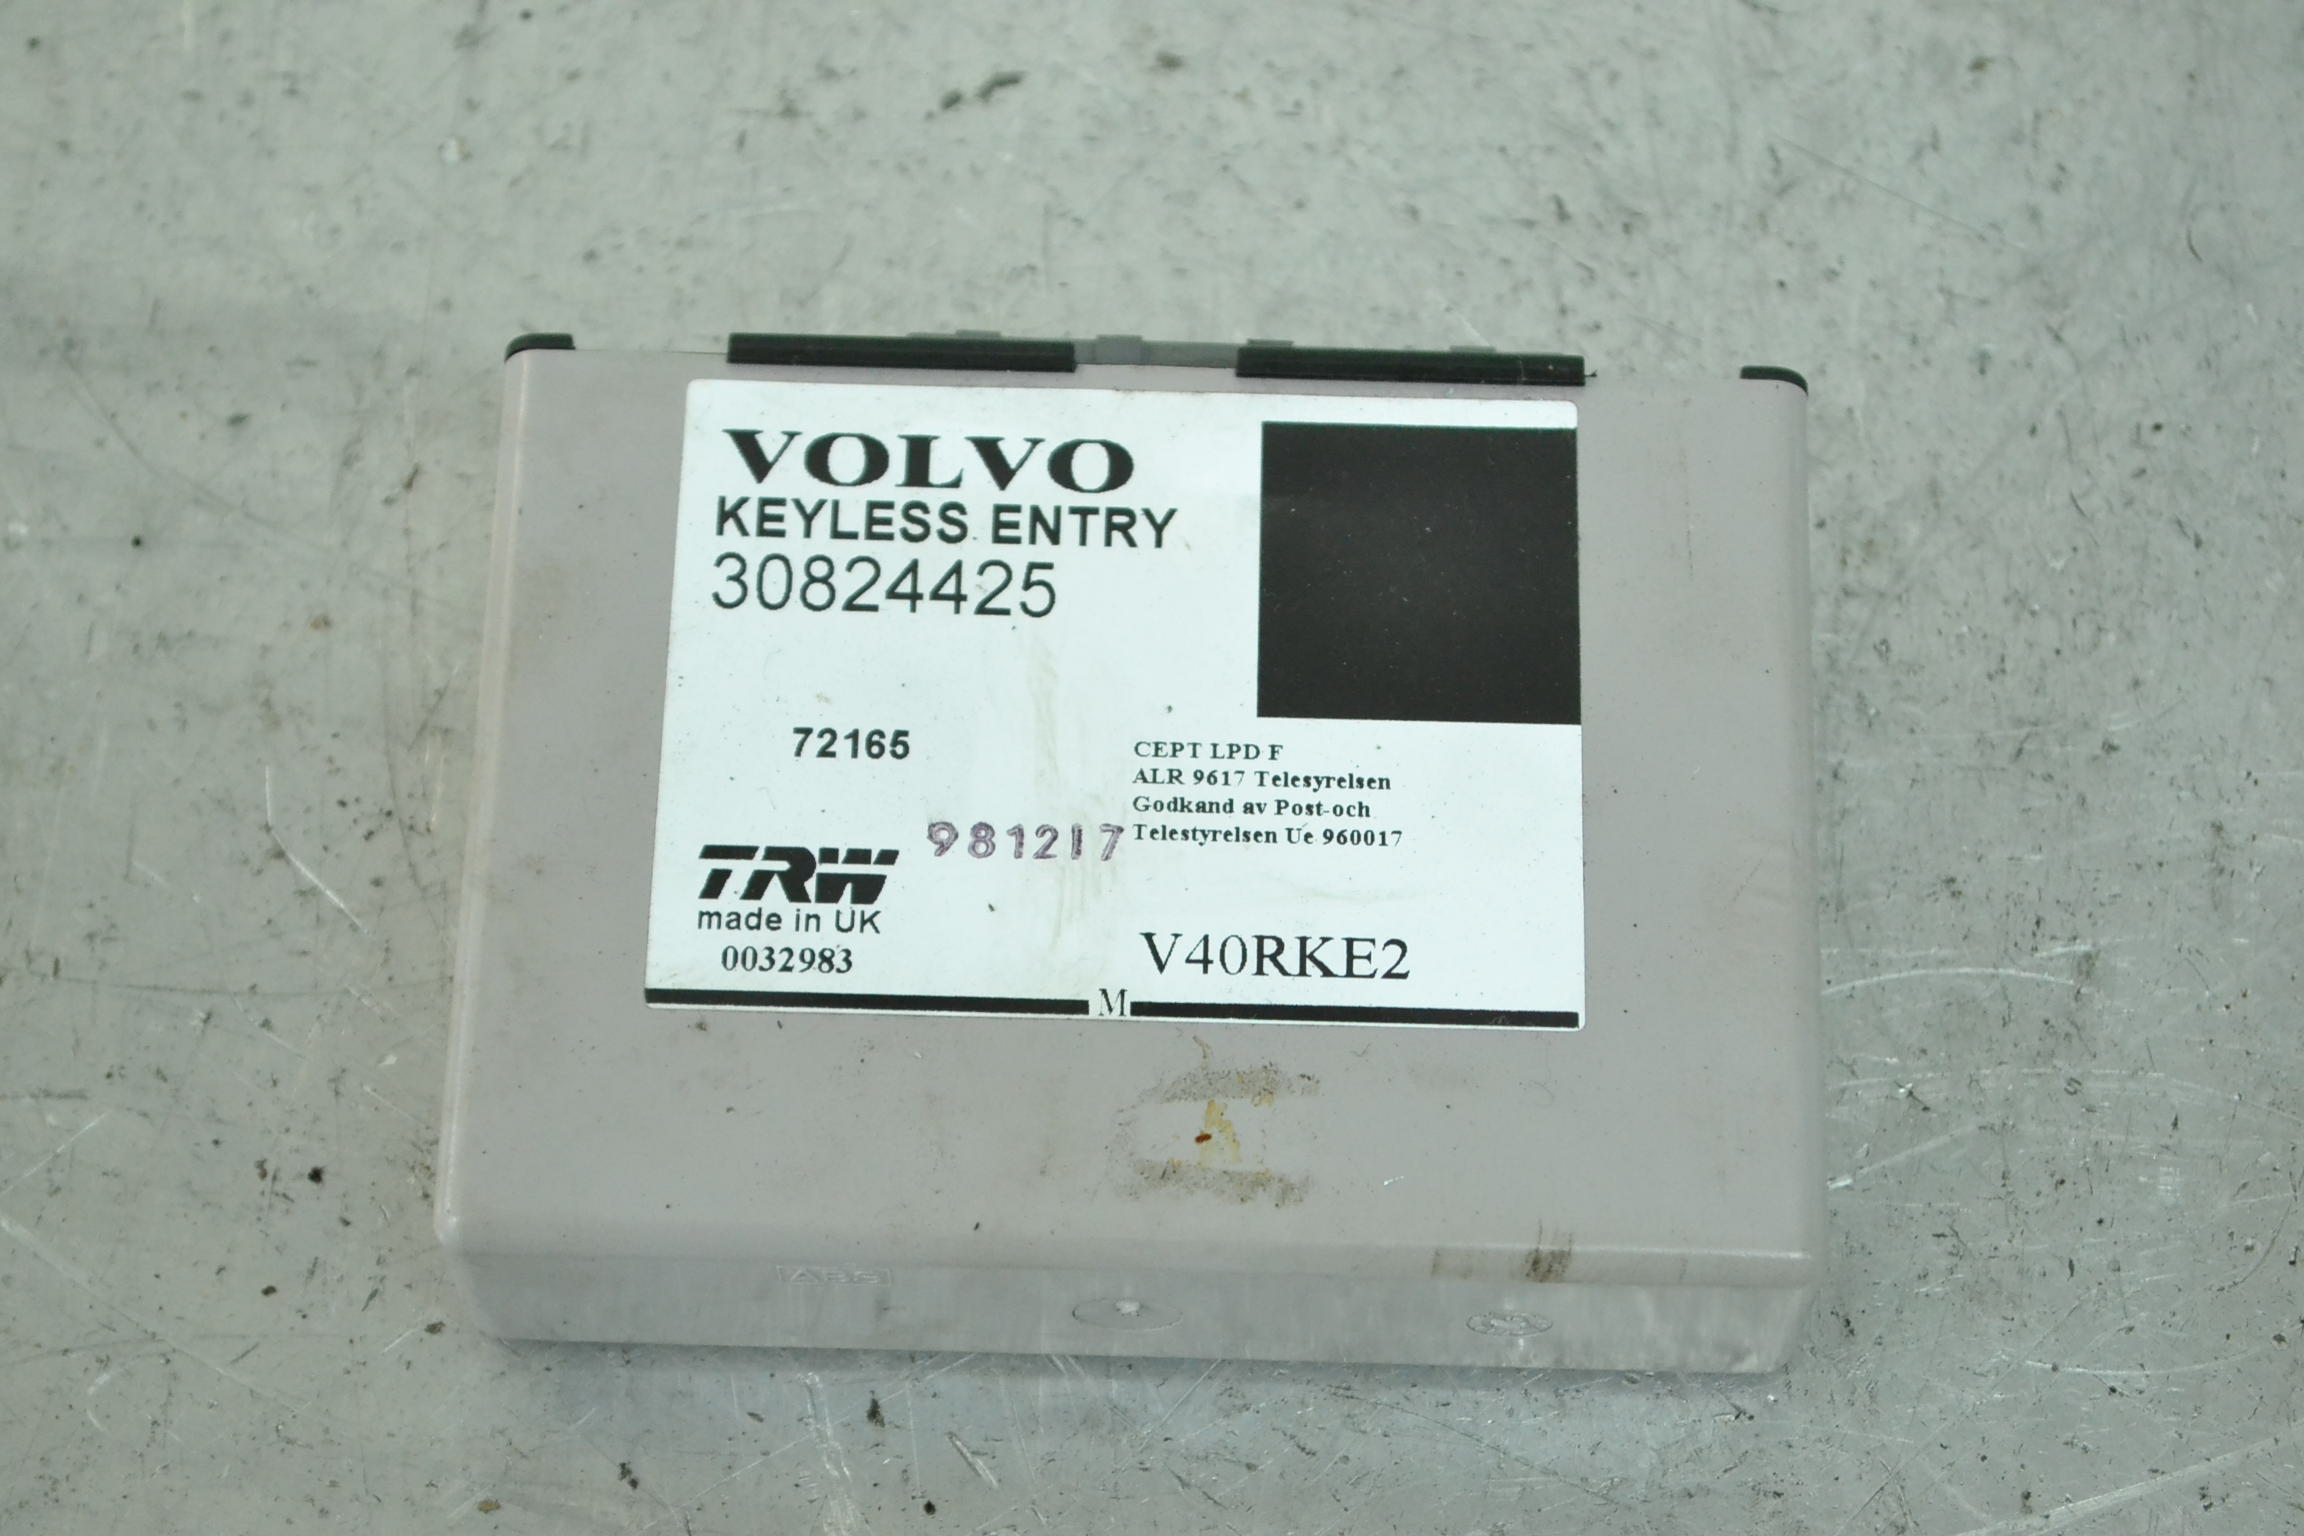 VOLVO
KEYLESS ENTRY
30824425
72165
CEPT LPD F
ALR 9617 Telesyrelsen
Godkand av Post-och
Telestyrelsen Ue 960017
981217
TRW
made in UK
0032983
V40RKE2
M
ABS